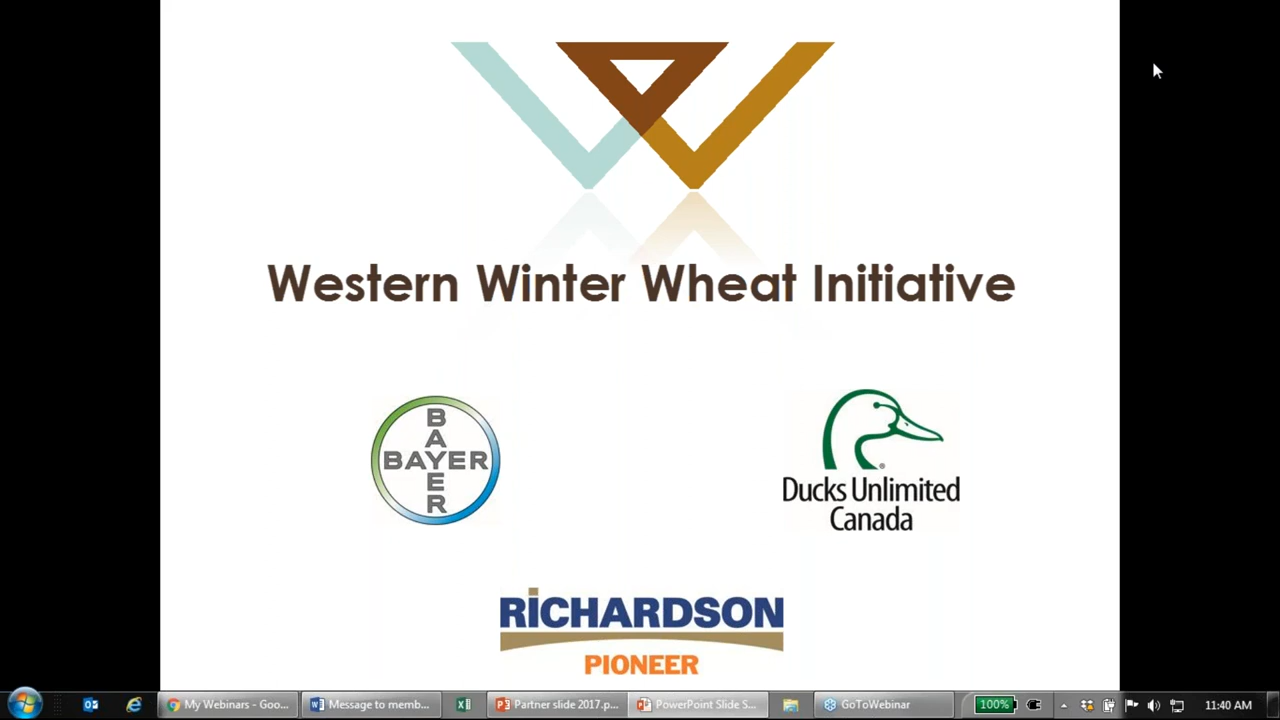 Western Winter Wheat Initiative
BAYER
BAYER
Ducks Unlimited
Canada
RICHARDSON
PIONEER
My Webinars - Goo...
Message to memb...
Partner slide 2017.p...
PowerPoint Slide S...
GoToWebinar
100%
11:40 AM